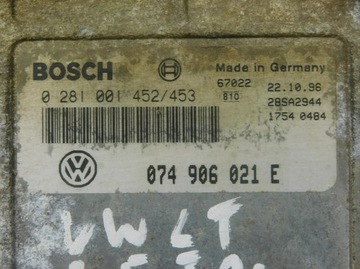 BOSCH
Made in Germany
0 281 001 452/453
67022 22.10.96
B10 28SA2944
1754 0484
074 906 021 E
VW LT